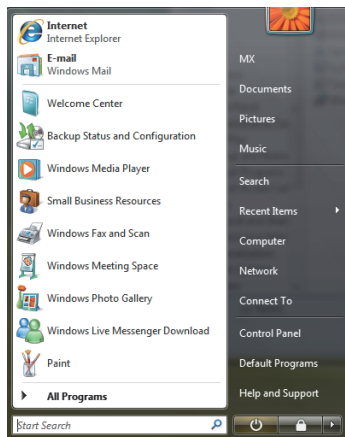 Internet
Internet Explorer
E-mail
Windows Mail
Welcome Center
Backup Status and Configuration
Windows Media Player
Small Business Resources
Windows Fax and Scan
Windows Meeting Space
Windows Photo Gallery
Windows Live Messenger Download
Paint
All Programs
Start Search
MX
Documents
Pictures
Music
Search
Recent Items
Computer
Network
Connect To
Control Panel
Default Programs
Help and Support